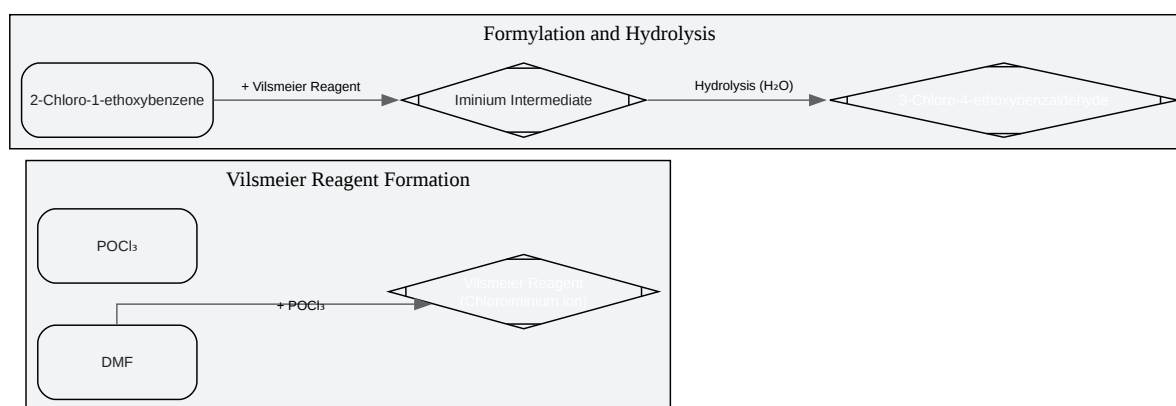 Formylation and Hydrolysis
2-Chloro-1-ethoxybenzene
+ Vilsmeier Reagent
Iminium Intermediate
Hydrolysis (H₂O)
3-Chloro-4-ethoxybenzaldehyde
Vilsmeier Reagent Formation
POCl₃
Vilsmeier Reagent
(Chloroiminium ion)
+ POCl₃
DMF